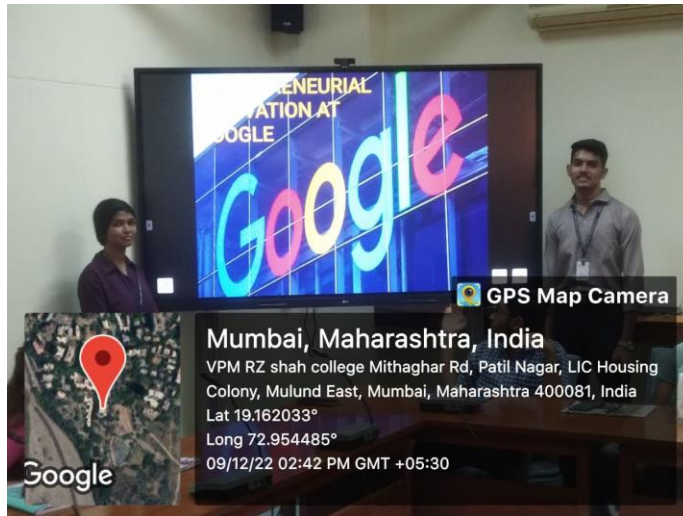 ENEURIAL
VATION AT
OGLE
Google
GPS Map Camera
Mumbai, Maharashtra, India
VPM RZ shah college Mithaghar Rd, Patil Nagar, LIC Housing
Colony, Mulund East, Mumbai, Maharashtra 400081, India
Lat 19.162033°
Long 72.954485°
09/12/22 02:42 PM GMT +05:30
Google